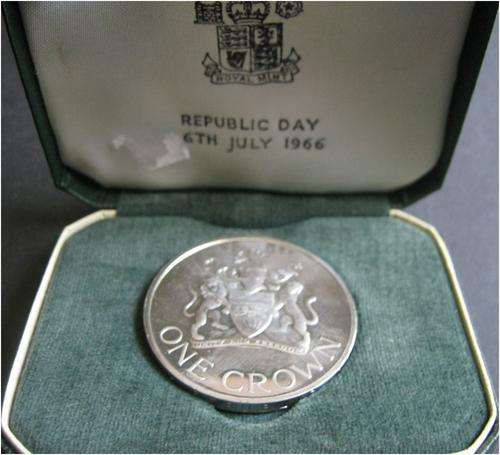 ROYAL MINT
REPUBLIC DAY
6TH JULY 1966
ONE CROWN